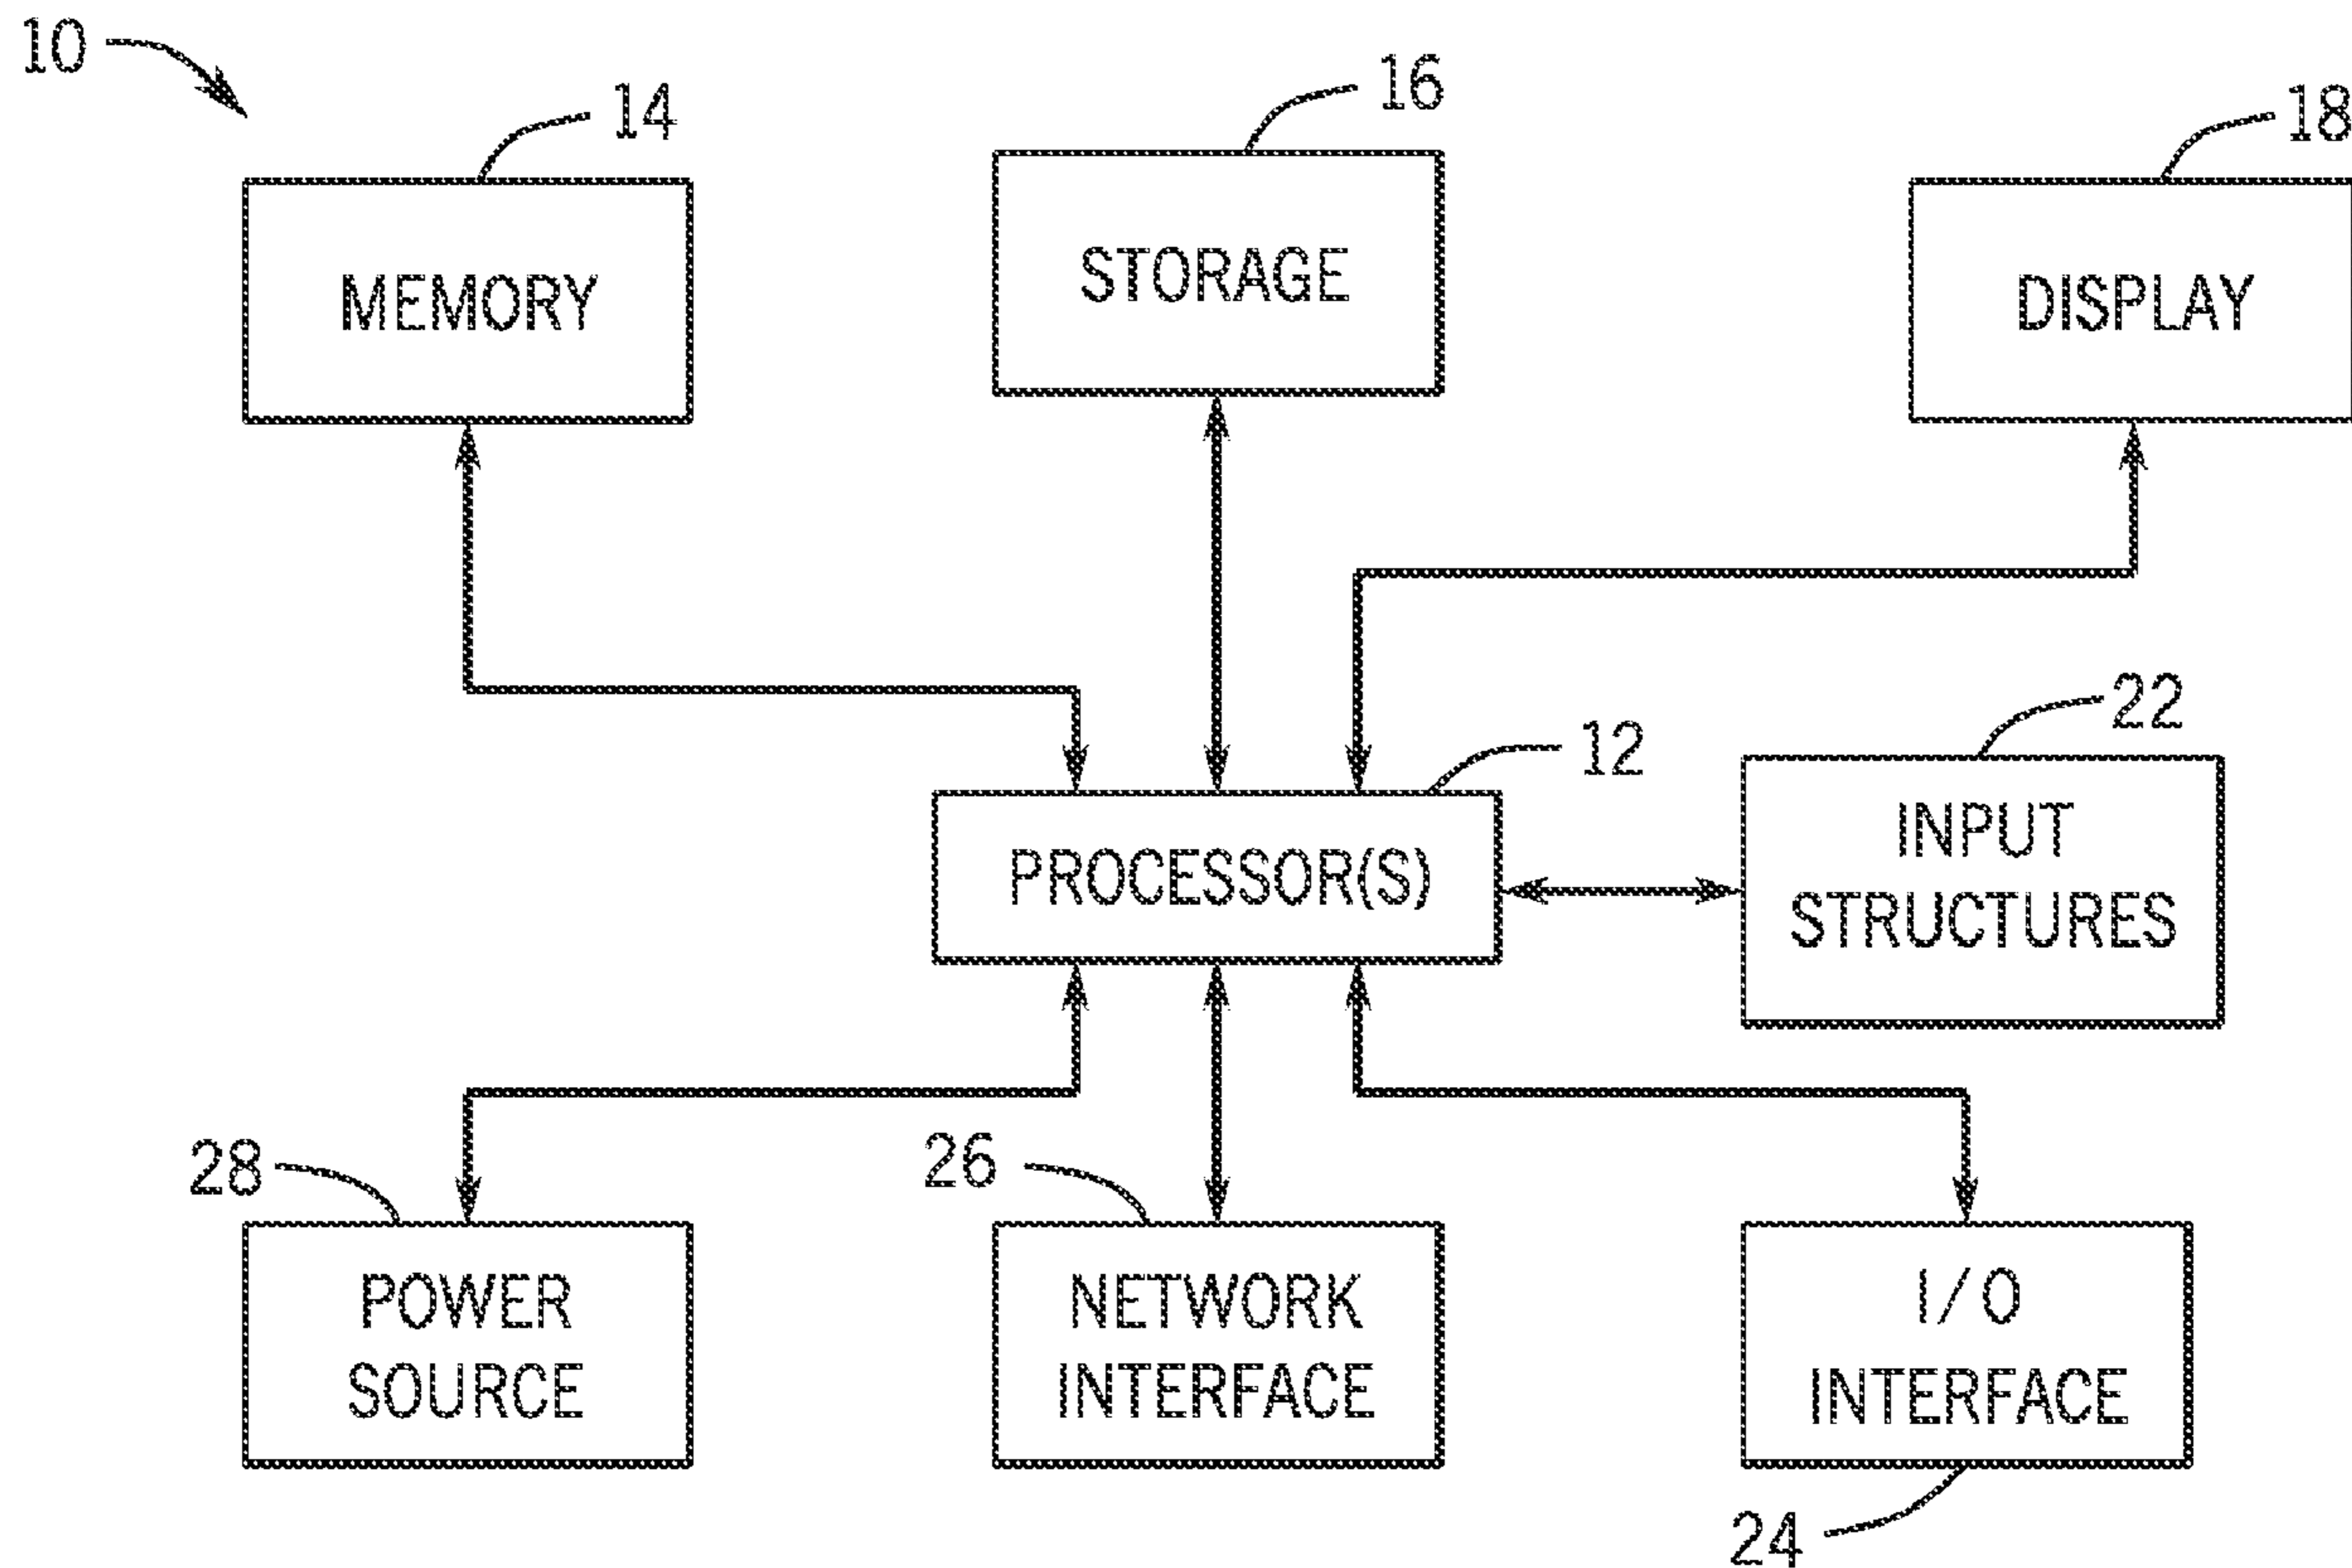 10
14
16
18
MEMORY
STORAGE
DISPLAY
12
22
PROCESSOR(S)
INPUT
STRUCTURES
28
26
POWER
SOURCE
NETWORK
INTERFACE
I/O
INTERFACE
24